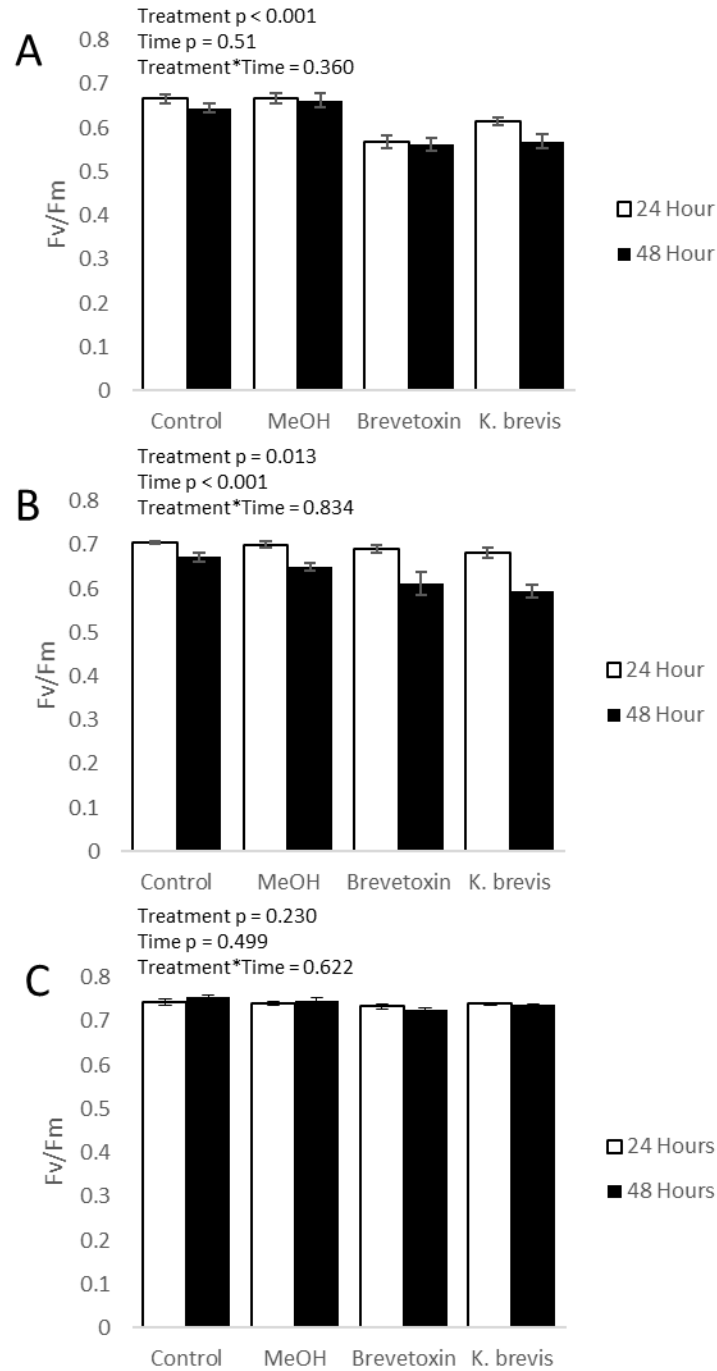 Treatment p < 0.001
Time p = 0.51
Treatment*Time = 0.360
A
0.8
0.7
0.6
0.5
0.4
0.3
0.2
0.1
0
Fv/Fm
24 Hour
48 Hour
Control MeOH Brevetoxin K. brevis
Treatment p = 0.013
Time p < 0.001
Treatment*Time = 0.834
B
0.8
0.7
0.6
0.5
0.4
0.3
0.2
0.1
0
Fv/Fm
24 Hour
48 Hour
Control MeOH Brevetoxin K. brevis
Treatment p = 0.230
Time p = 0.499
Treatment*Time = 0.622
C
0.8
0.7
0.6
0.5
0.4
0.3
0.2
0.1
0
Fv/Fm
24 Hours
48 Hours
Control MeOH Brevetoxin K. brevis